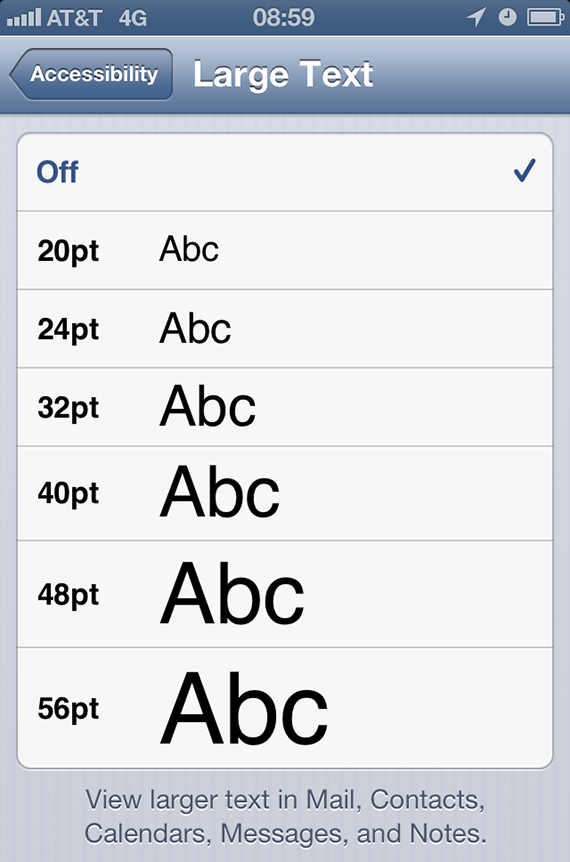 AT&T 4G 08:59
Accessibility Large Text
Off
20pt Abc
24pt Abc
32pt Abc
40pt Abc
48pt Abc
56pt Abc
View larger text in Mail, Contacts,
Calendars, Messages, and Notes.